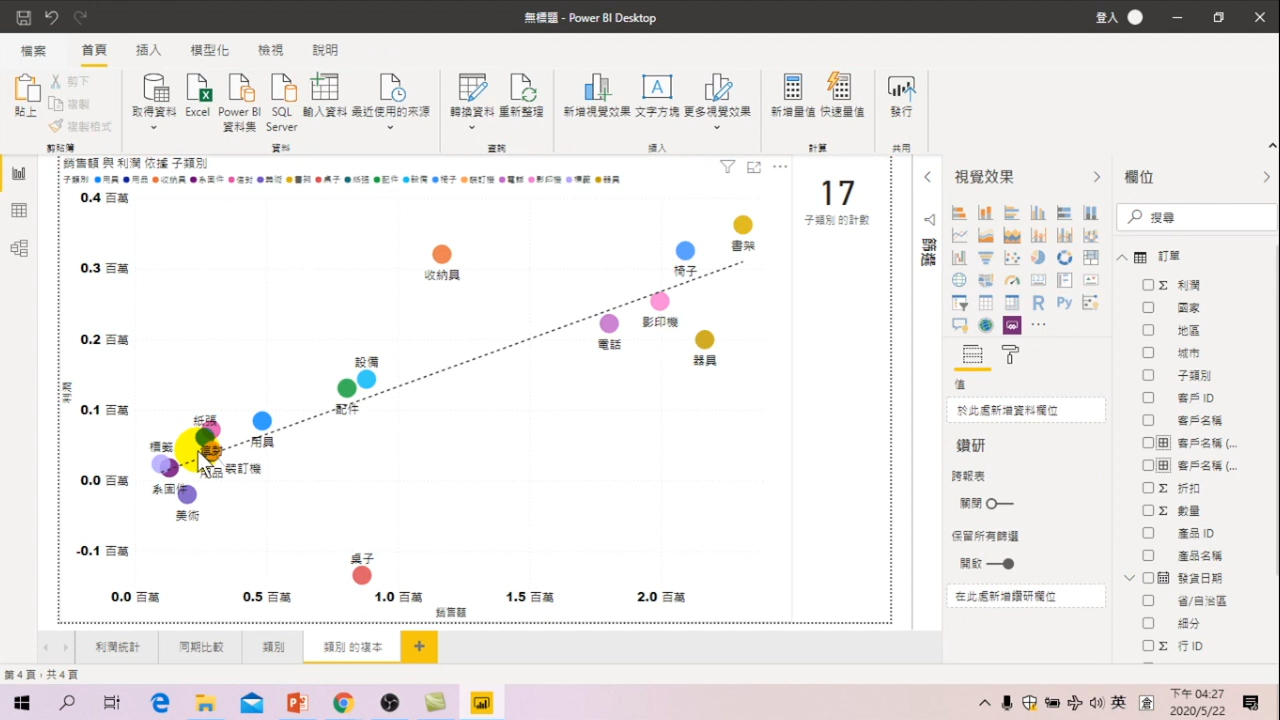 無標題 - Power BI Desktop
登入
檔案 首頁 插入 模型化 檢視 說明
貼上
剪下
複製
複製格式
剪貼簿
取得資料
Excel
Power BI 資料集
SQL Server
輸入資料
最近使用的來源
資料
轉換資料
重新整理
查詢
新增視覺效果
文字方塊
更多視覺效果
插入
新增量值
快速量值
計算
發行
共用
銷售額 與 利潤 依據 子類別
子類別 用具 用品 收納具 系固件 信封 美術 書架 桌子 紙張 配件 設備 椅子 裝訂機 電話 影印機 標籤 器具
0.4 百萬
0.3 百萬
0.2 百萬
0.1 百萬
0.0 百萬
-0.1 百萬
利潤
書架
椅子
收納具
影印機
電話
器具
設備
配件
紙張
用具
標籤
信封
裝訂機
系固件
美術
桌子
0.0 百萬 0.5 百萬 1.0 百萬 1.5 百萬 2.0 百萬
銷售額
17
子類別 的計數
篩選
視覺效果
值
於此處新增資料欄位
鑽研
跨報表
關閉
保留所有篩選
開啟
在此處新增鑽研欄位
欄位
搜尋
訂單
利潤
國家
地區
城市
子類別
客戶 ID
客戶名稱
客戶名稱 (...
客戶名稱 (...
折扣
數量
產品 ID
產品名稱
發貨日期
省/自治區
細分
行 ID
利潤統計 同期比較 類別 類別 的複本 +
第 4 頁，共 4 頁
英
下午 04:27
2020/5/22